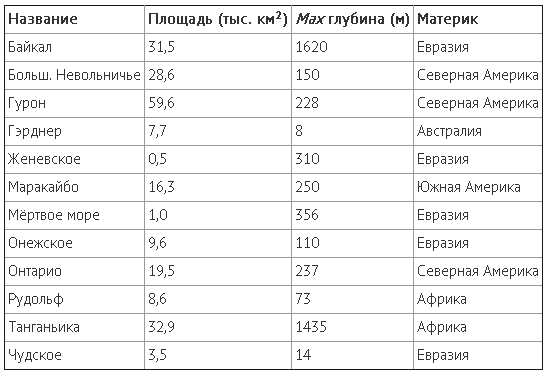 Название Площадь (тыс. км²) Max глубина (м) Материк
Байкал 31,5 1620 Евразия
Больш. Невольничье 28,6 150 Северная Америка
Гурон 59,6 228 Северная Америка
Гэрднер 7,7 8 Австралия
Женевское 0,5 310 Евразия
Маракайбо 16,3 250 Южная Америка
Мёртвое море 1,0 356 Евразия
Онежское 9,6 110 Евразия
Онтарио 19,5 237 Северная Америка
Рудольф 8,6 73 Африка
Танганьика 32,9 1435 Африка
Чудское 3,5 14 Евразия